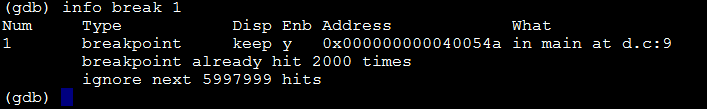 (gdb) info break 1
Num     Type           Disp Enb Address            What
1       breakpoint     keep y   0x000000000040054a in main at d.c:9
        breakpoint already hit 2000 times
        ignore next 5997999 hits
(gdb)